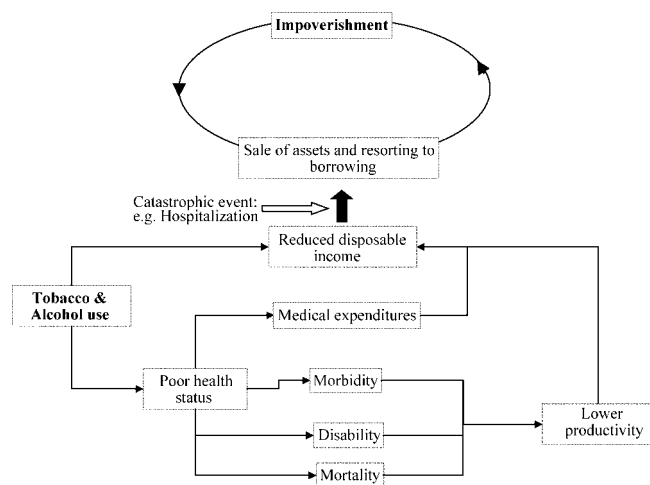 Impoverishment
Sale of assets and resorting to
borrowing
Catastrophic event:
e.g. Hospitalization
Reduced disposable
income
Tobacco &
Alcohol use
Medical expenditures
Poor health
status
Morbidity
Disability
Mortality
Lower
productivity